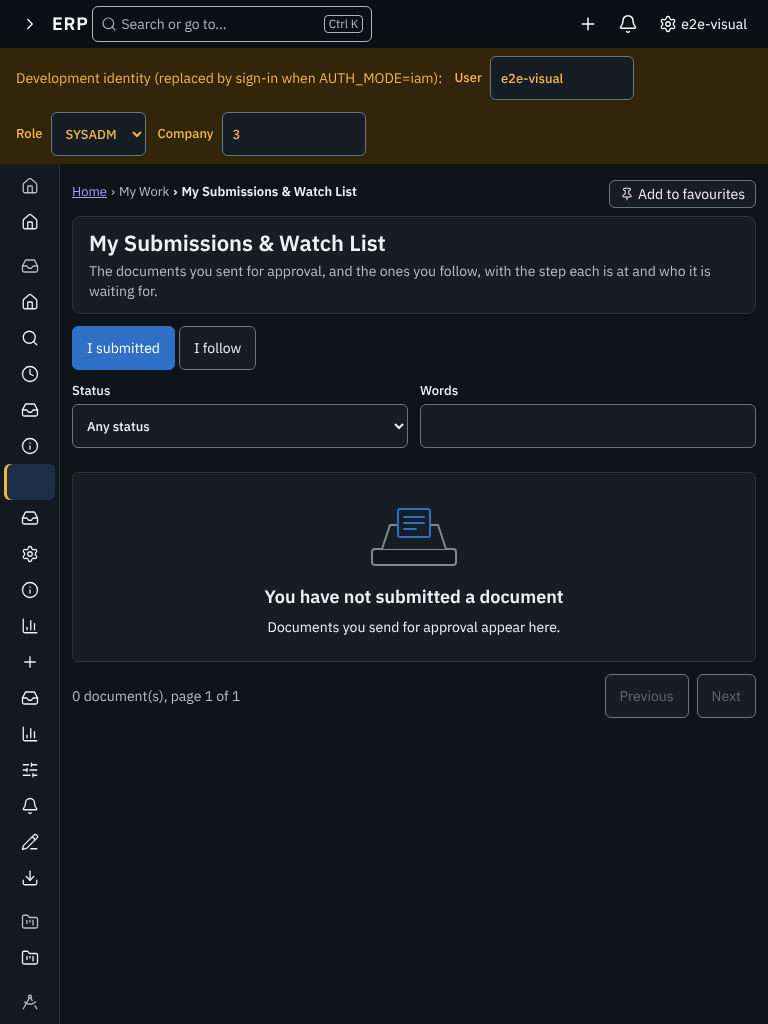 ERP
Search or go to...
Ctrl K
e2e-visual
Development identity (replaced by sign-in when AUTH_MODE=iam):
User
e2e-visual
Role
SYSADM
Company
3
Home › My Work › My Submissions & Watch List
Add to favourites
My Submissions & Watch List
The documents you sent for approval, and the ones you follow, with the step each is at and who it is
waiting for.
I submitted
I follow
Status
Words
Any status
You have not submitted a document
Documents you send for approval appear here.
0 document(s), page 1 of 1
Previous
Next